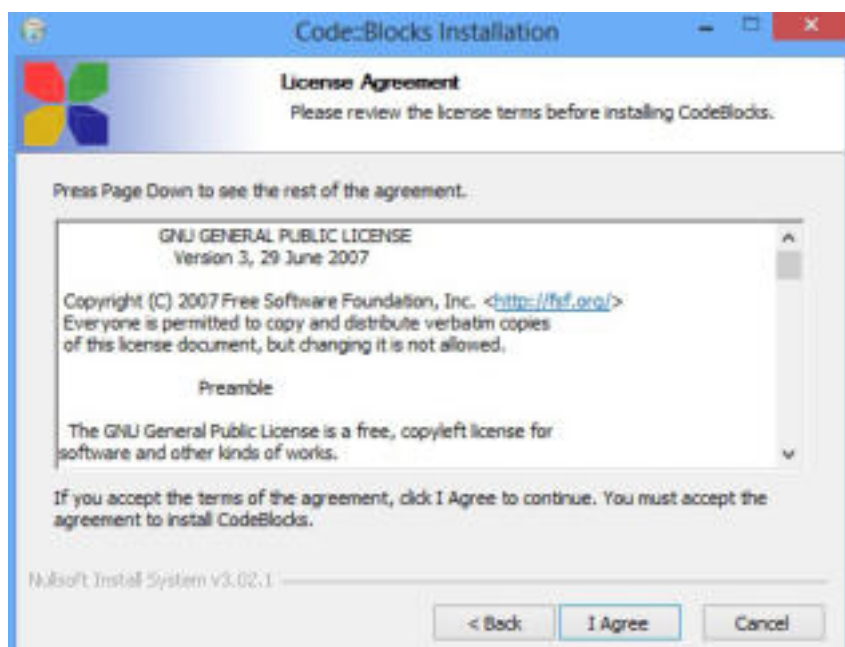 Code::Blocks Installation
License Agreement
Please review the license terms before installing CodeBlocks.
Press Page Down to see the rest of the agreement.
GNU GENERAL PUBLIC LICENSE
Version 3, 29 June 2007
Copyright (C) 2007 Free Software Foundation, Inc. <http://fsf.org/>
Everyone is permitted to copy and distribute verbatim copies
of this license document, but changing it is not allowed.
Preamble
The GNU General Public License is a free, copyleft license for
software and other kinds of works.
If you accept the terms of the agreement, click I Agree to continue. You must accept the
agreement to install CodeBlocks.
Nullsoft Install System v3.02.1
< Back I Agree Cancel